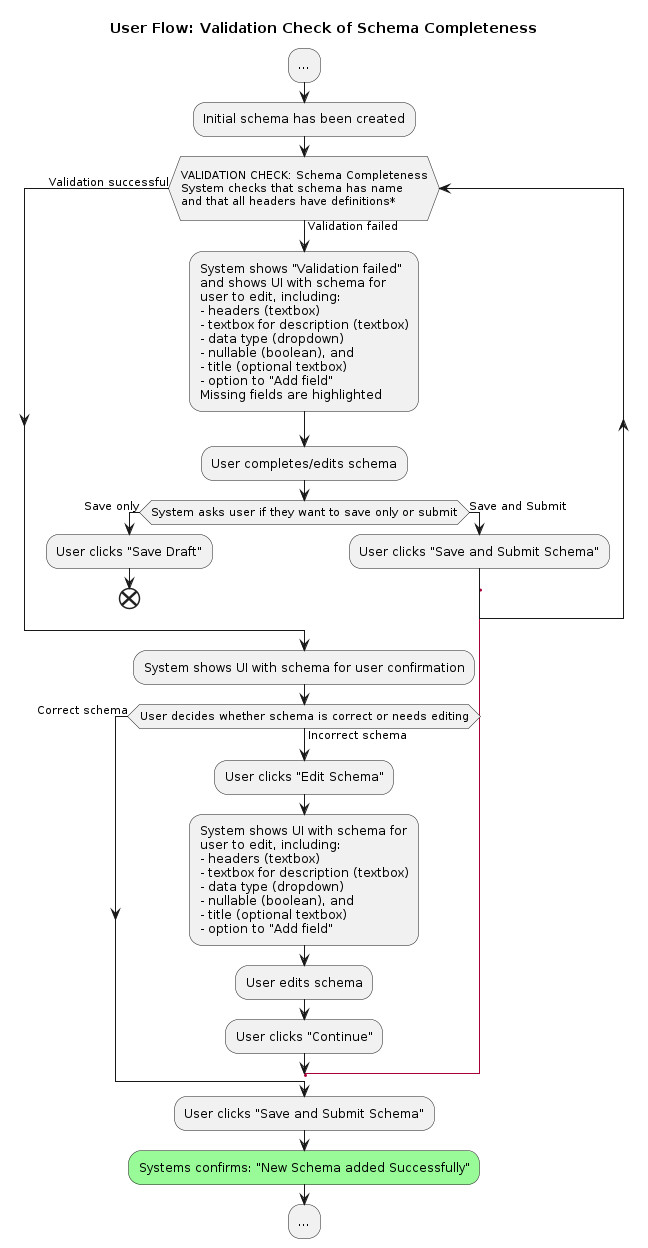 User Flow: Validation Check of Schema Completeness
...
Initial schema has been created
Validation successful
VALIDATION CHECK: Schema Completeness
System checks that schema has name
and that all headers have definitions*
Validation failed
System shows "Validation failed"
and shows UI with schema for
user to edit, including:
- headers (textbox)
- textbox for description (textbox)
- data type (dropdown)
- nullable (boolean), and
- title (optional textbox)
- option to "Add field"
Missing fields are highlighted
User completes/edits schema
Save only
System asks user if they want to save only or submit
Save and Submit
User clicks "Save Draft"
User clicks "Save and Submit Schema"
System shows UI with schema for user confirmation
Correct schema
User decides whether schema is correct or needs editing
Incorrect schema
User clicks "Edit Schema"
System shows UI with schema for
user to edit, including:
- headers (textbox)
- textbox for description (textbox)
- data type (dropdown)
- nullable (boolean), and
- title (optional textbox)
- option to "Add field"
User edits schema
User clicks "Continue"
User clicks "Save and Submit Schema"
Systems confirms: "New Schema added Successfully"
...